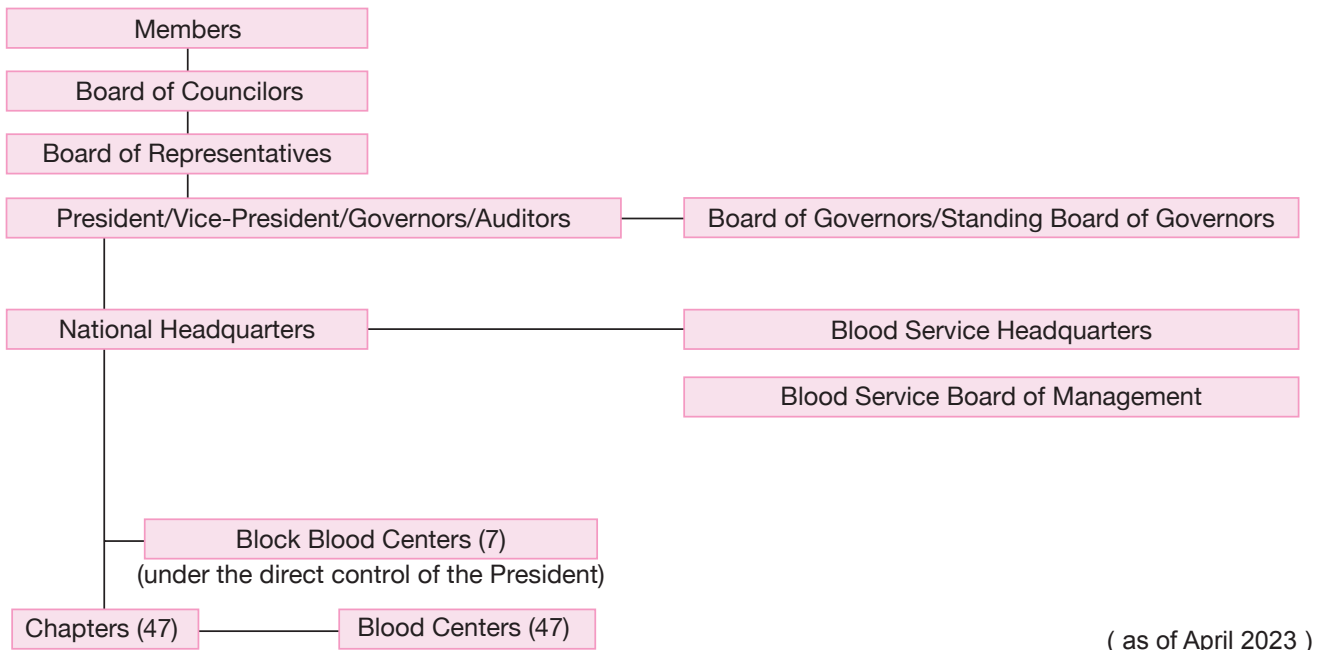 Members
Board of Councilors
Board of Representatives
President/Vice-President/Governors/Auditors
Board of Governors/Standing Board of Governors
National Headquarters
Blood Service Headquarters
Blood Service Board of Management
Block Blood Centers (7)
(under the direct control of the President)
Chapters (47)
Blood Centers (47)
( as of April 2023 )